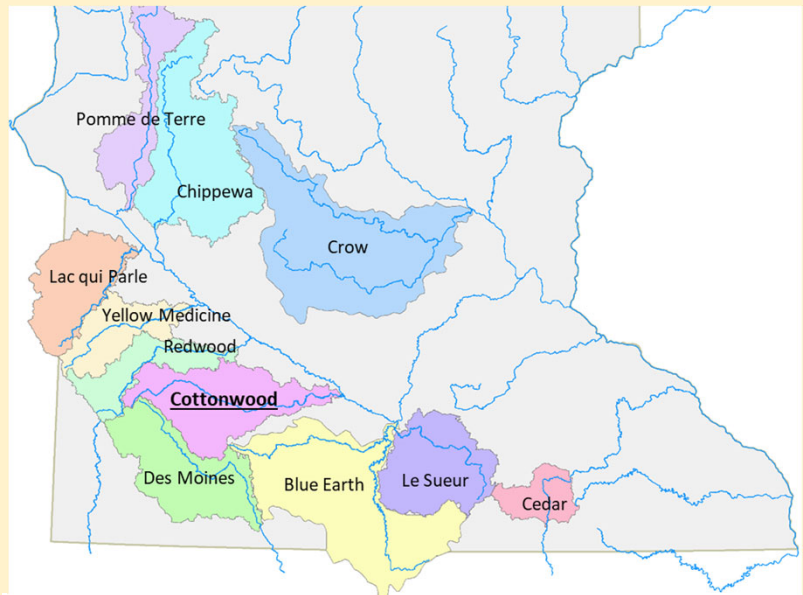 Pomme de Terre
Chippewa
Crow
Lac qui Parle
Yellow Medicine
Redwood
Cottonwood
Des Moines
Blue Earth
Le Sueur
Cedar